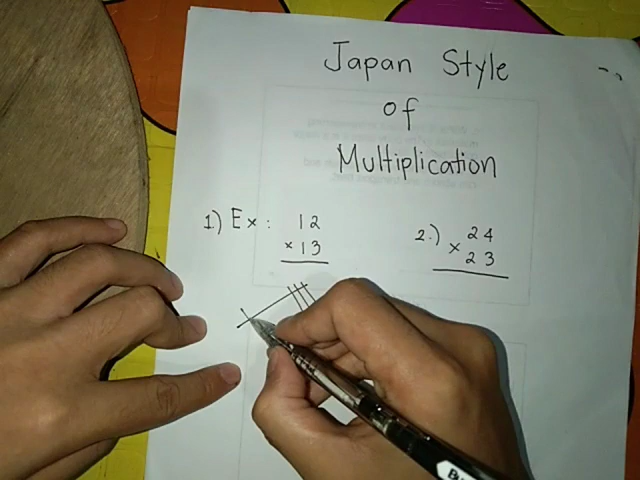 Japan Style
of
Multiplication
1) Ex: 12
× 13
2.) 24
× 23